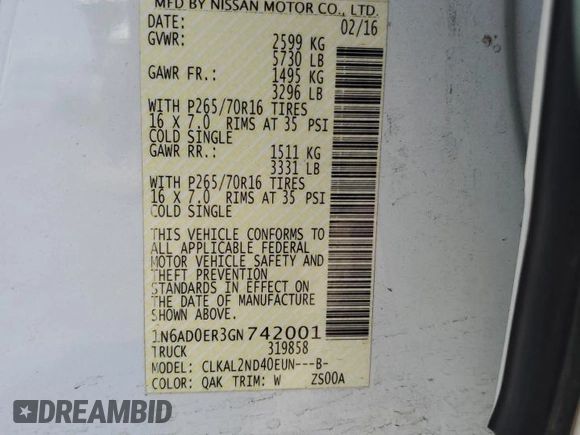 MFD BY NISSAN MOTOR CO., LTD.
DATE: 02/16
GVWR: 2599 KG
5730 LB
GAWR FR.: 1495 KG
3296 LB
WITH P265/70R16 TIRES
16 X 7.0 RIMS AT 35 PSI
COLD SINGLE
GAWR RR.: 1511 KG
3331 LB
WITH P265/70R16 TIRES
16 X 7.0 RIMS AT 35 PSI
COLD SINGLE
THIS VEHICLE CONFORMS TO
ALL APPLICABLE FEDERAL
MOTOR VEHICLE SAFETY AND
THEFT PREVENTION
STANDARDS IN EFFECT ON
THE DATE OF MANUFACTURE
SHOWN ABOVE.
1N6AD0ER3GN742001
TRUCK 319858
MODEL: CLKAL2ND40EUN---B-
COLOR: QAK TRIM: W ZS00A
DREAMBID